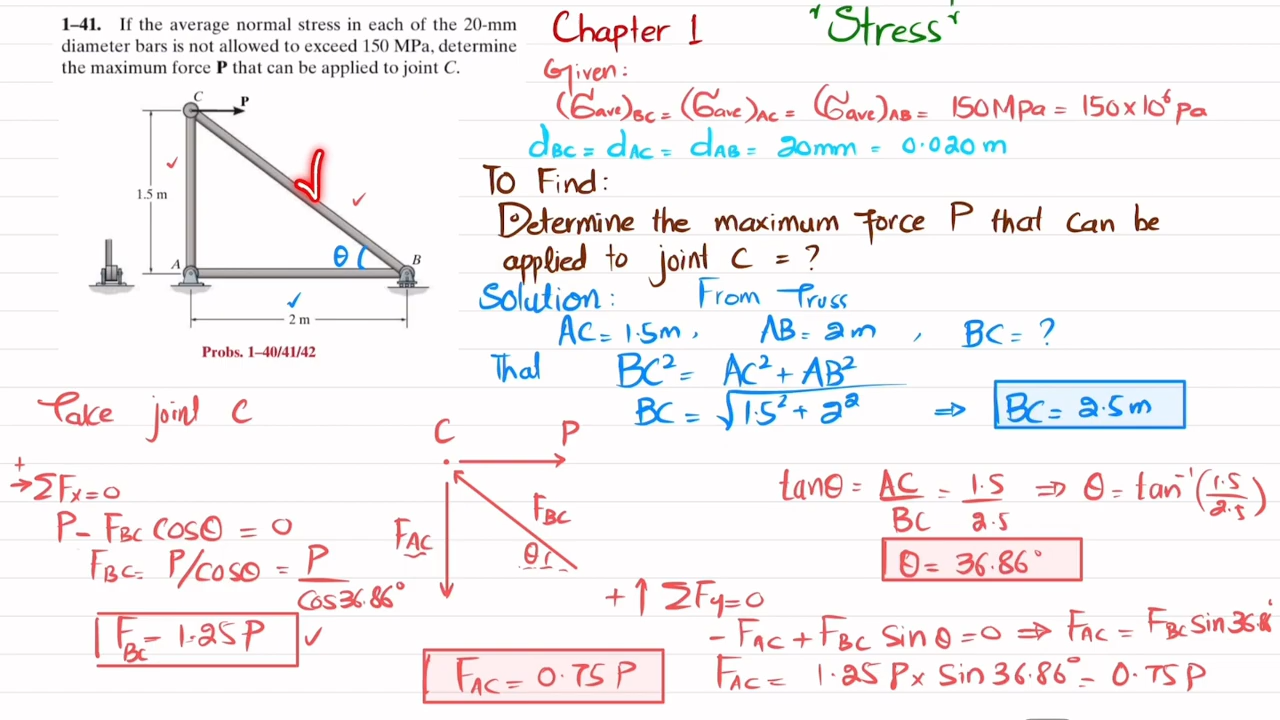 1–41. If the average normal stress in each of the 20-mm
diameter bars is not allowed to exceed 150 MPa, determine
the maximum force P that can be applied to joint C.
C
P
1.5 m
A
θ
B
2 m
Probs. 1–40/41/42
Chapter 1 "Stress"
Given:
(σave)BC = (σave)AC = (σave)AB = 150MPa = 150×10⁶ pa
dBC = dAC = dAB = 20mm = 0.020m
To Find:
Determine the maximum force P that can be
applied to joint C = ?
Solution: From Truss
AC = 1.5m, AB = 2m, BC = ?
That BC² = AC² + AB²
BC = √1.5² + 2² ⇒ BC = 2.5m
Take joint C
+→ ΣFx = 0
P - FBC cosθ = 0
FBC = P/cosθ = P/cos36.86°
FBC = 1.25P
C
P
FAC
FBC
θ
tanθ = AC/BC = 1.5/2.5 ⇒ θ = tan⁻¹(1.5/2.5)
θ = 36.86°
+↑ ΣFy = 0
- FAC + FBC sin θ = 0 ⇒ FAC = FBC sin 36.86°
FAC = 1.25P × sin 36.86° = 0.75P
FAC = 0.75P